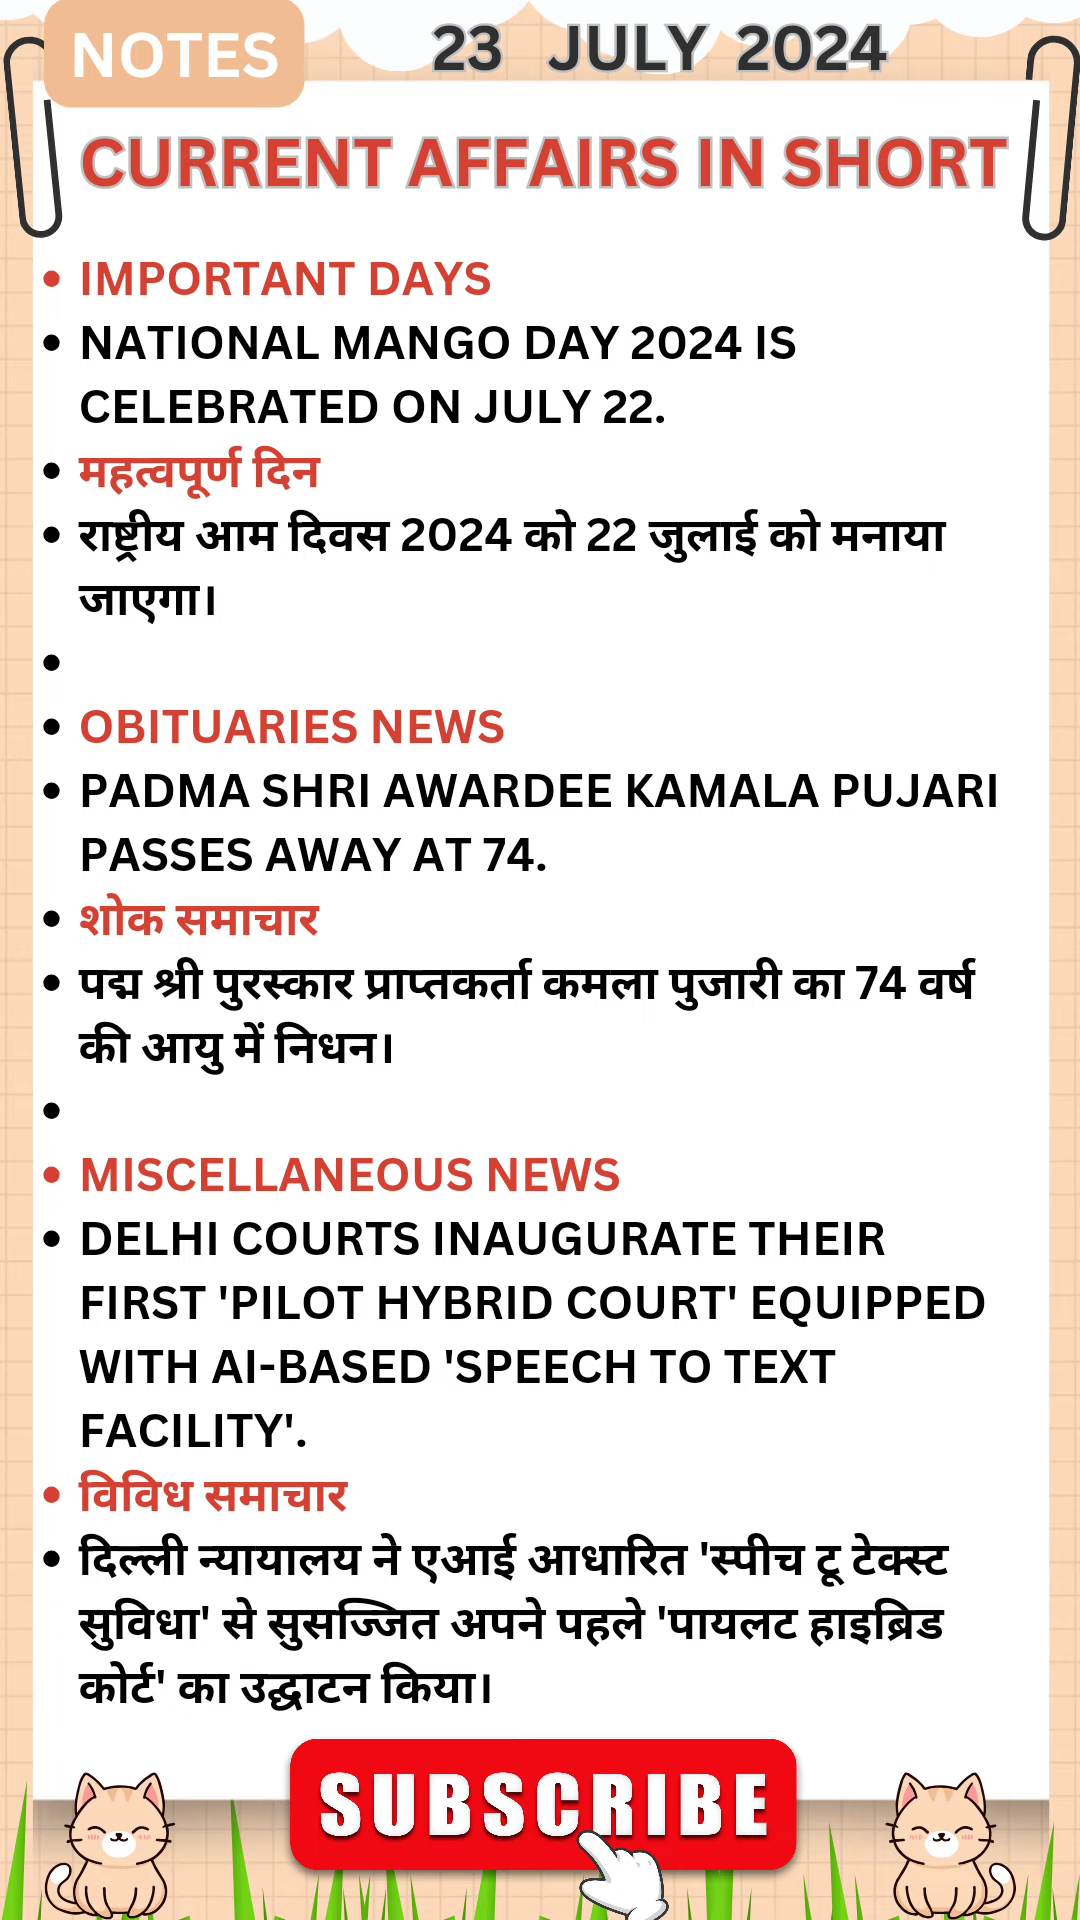 NOTES
23 JULY 2024
CURRENT AFFAIRS IN SHORT
• IMPORTANT DAYS
• NATIONAL MANGO DAY 2024 IS
CELEBRATED ON JULY 22.
• महत्वपूर्ण दिन
• राष्ट्रीय आम दिवस 2024 को 22 जुलाई को मनाया
जाएगा।
•
• OBITUARIES NEWS
• PADMA SHRI AWARDEE KAMALA PUJARI
PASSES AWAY AT 74.
• शोक समाचार
• पद्म श्री पुरस्कार प्राप्तकर्ता कमला पुजारी का 74 वर्ष
की आयु में निधन।
•
• MISCELLANEOUS NEWS
• DELHI COURTS INAUGURATE THEIR
FIRST 'PILOT HYBRID COURT' EQUIPPED
WITH AI-BASED 'SPEECH TO TEXT
FACILITY'.
• विविध समाचार
• दिल्ली न्यायालय ने एआई आधारित 'स्पीच टू टेक्स्ट
सुविधा' से सुसज्जित अपने पहले 'पायलट हाइब्रिड
कोर्ट' का उद्घाटन किया।
SUBSCRIBE